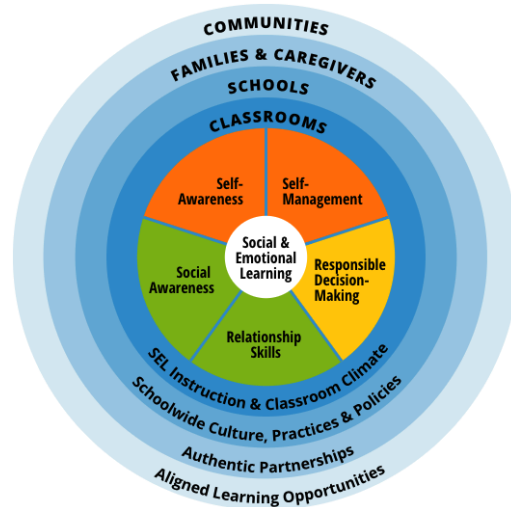 COMMUNITIES
FAMILIES & CAREGIVERS
SCHOOLS
CLASSROOMS
Self-
Awareness
Self-
Management
Social &
Emotional
Learning
Social
Awareness
Responsible
Decision-
Making
Relationship
Skills
SEL Instruction & Classroom Climate
Schoolwide Culture, Practices & Policies
Authentic Partnerships
Aligned Learning Opportunities